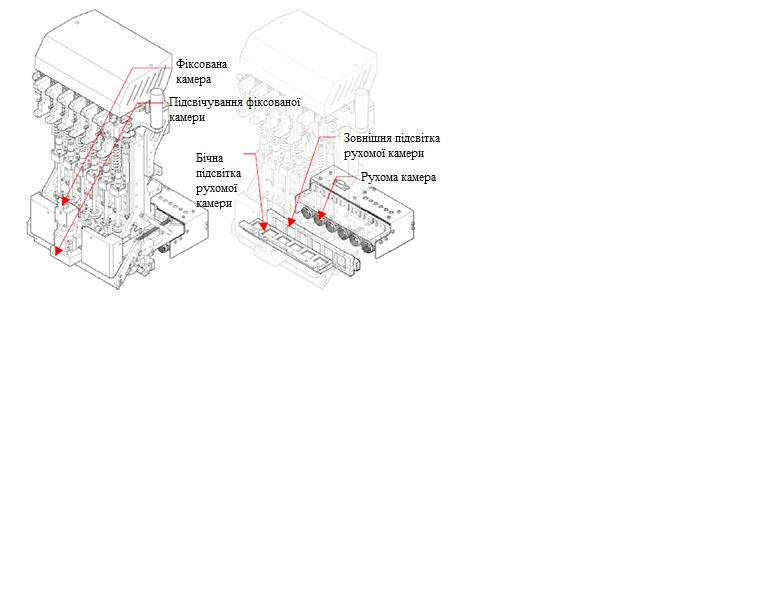 Фіксована
камера
Підсвічування фіксованої
камери
Бічна
підсвітка
рухомої
камери
Зовнішня підсвітка
рухомої камери
Рухома камера